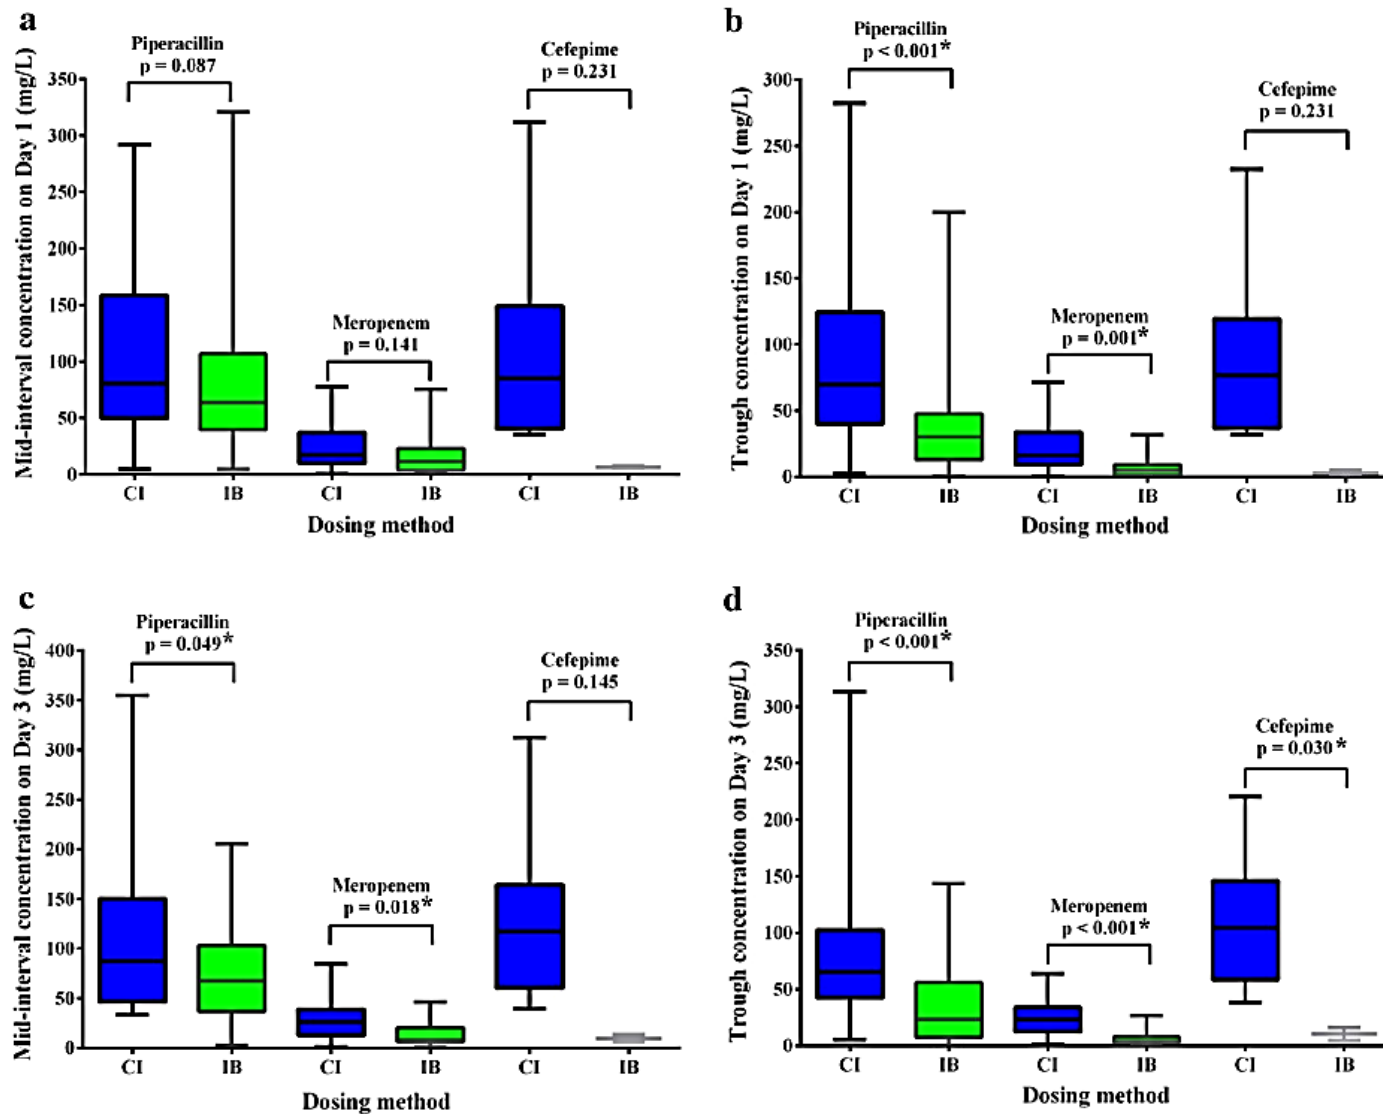 a
Mid-interval concentration on Day 1 (mg/L)
350
300
250
200
150
100
50
0
Piperacillin
p = 0.087
Meropenem
p = 0.141
Cefepime
p = 0.231
CI IB CI IB CI IB
Dosing method
b
Trough concentration on Day 1 (mg/L)
300
250
200
150
100
50
0
Piperacillin
p < 0.001*
Meropenem
p = 0.001*
Cefepime
p = 0.231
CI IB CI IB CI IB
Dosing method
c
Mid-interval concentration on Day 3 (mg/L)
400
350
300
250
200
150
100
50
0
Piperacillin
p = 0.049*
Meropenem
p = 0.018*
Cefepime
p = 0.145
CI IB CI IB CI IB
Dosing method
d
Trough concentration on Day 3 (mg/L)
350
300
250
200
150
100
50
0
Piperacillin
p < 0.001*
Meropenem
p < 0.001*
Cefepime
p = 0.030*
CI IB CI IB CI IB
Dosing method